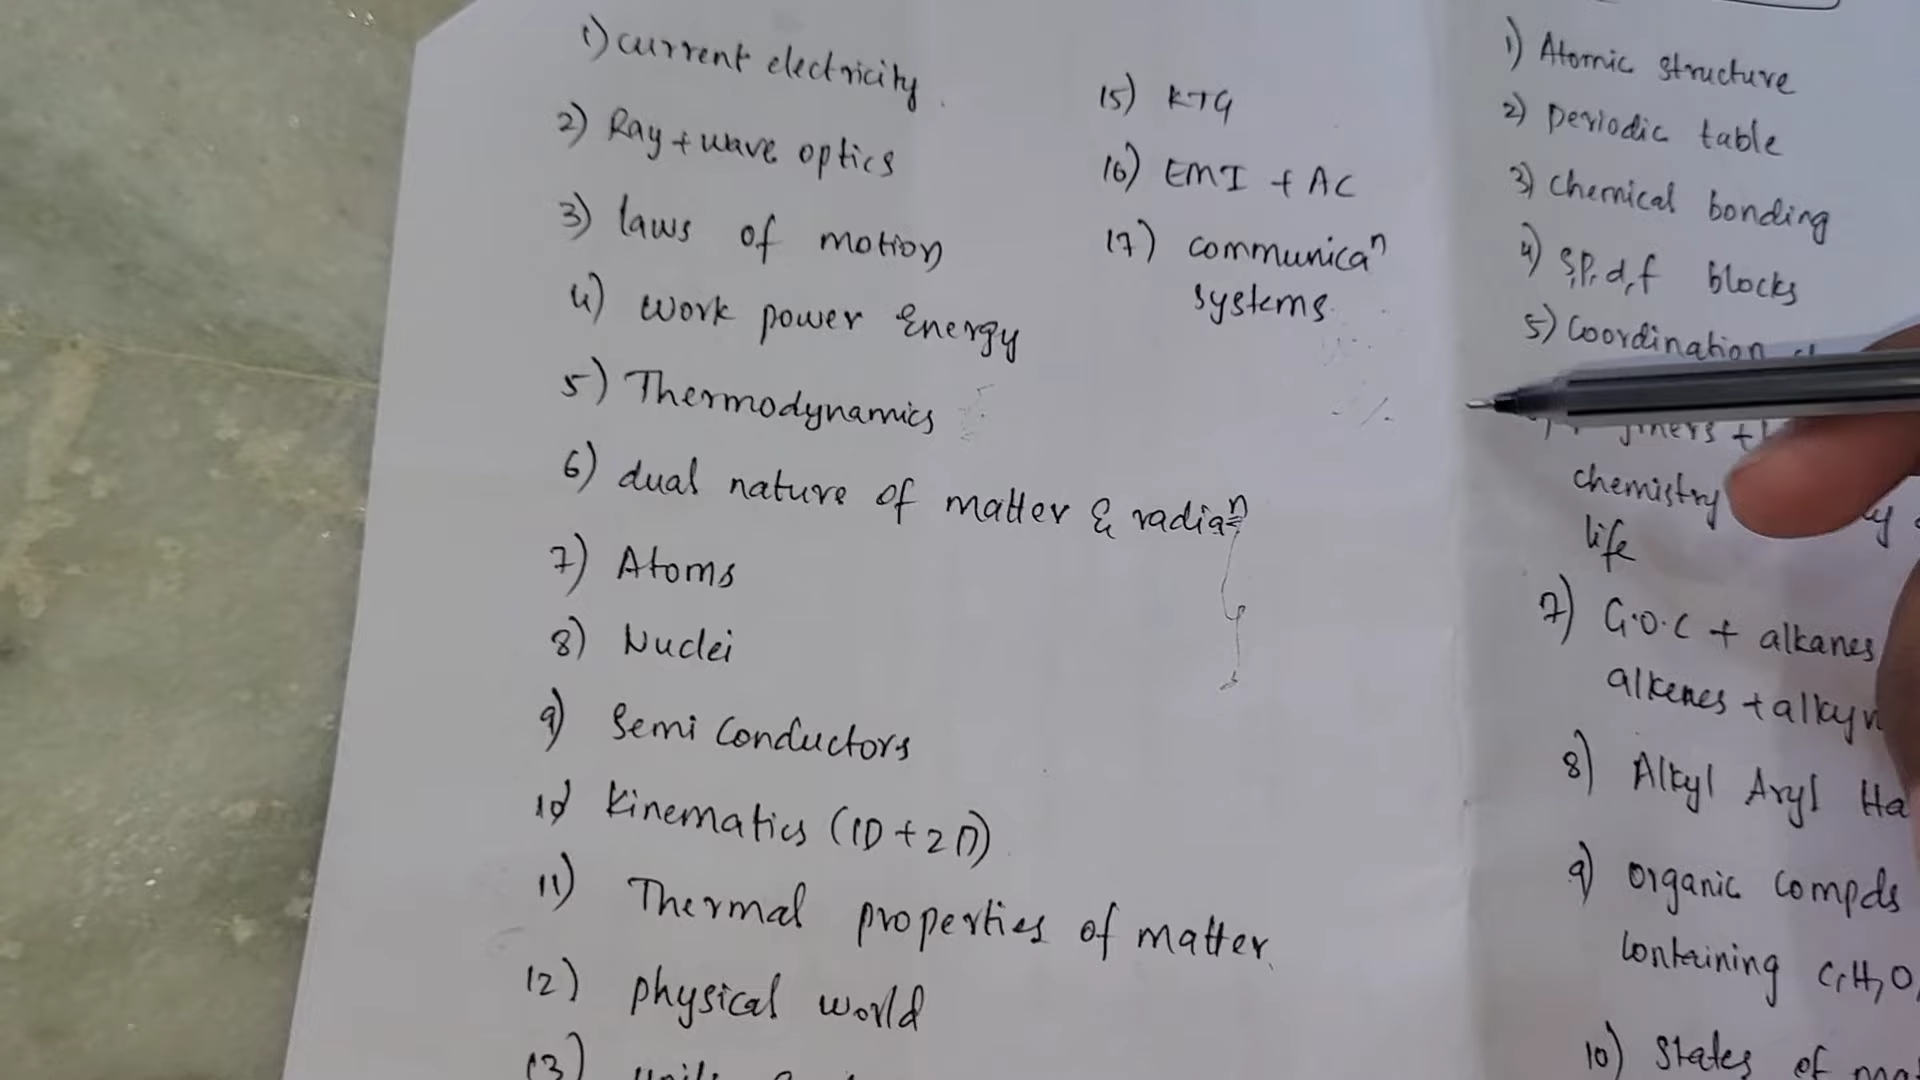 1) current electricity
2) Ray + wave optics
3) laws of motion
4) work power Energy
5) Thermodynamics
6) dual nature of matter & radiaⁿ
7) Atoms
8) Nuclei
9) Semi Conductors
10) Kinematics (1D + 2D)
11) Thermal properties of matter
12) physical world
13)
15) KTG
16) EMI + AC
17) communicaⁿ
systems
1) Atomic structure
2) periodic table
3) chemical bonding
4) s,p,d,f blocks
5) Coordination
chemistry
life
7) G.O.C + alkanes
alkenes +
8) Alkyl Aryl
9) organic compds
containing C,H,O,
10) States of